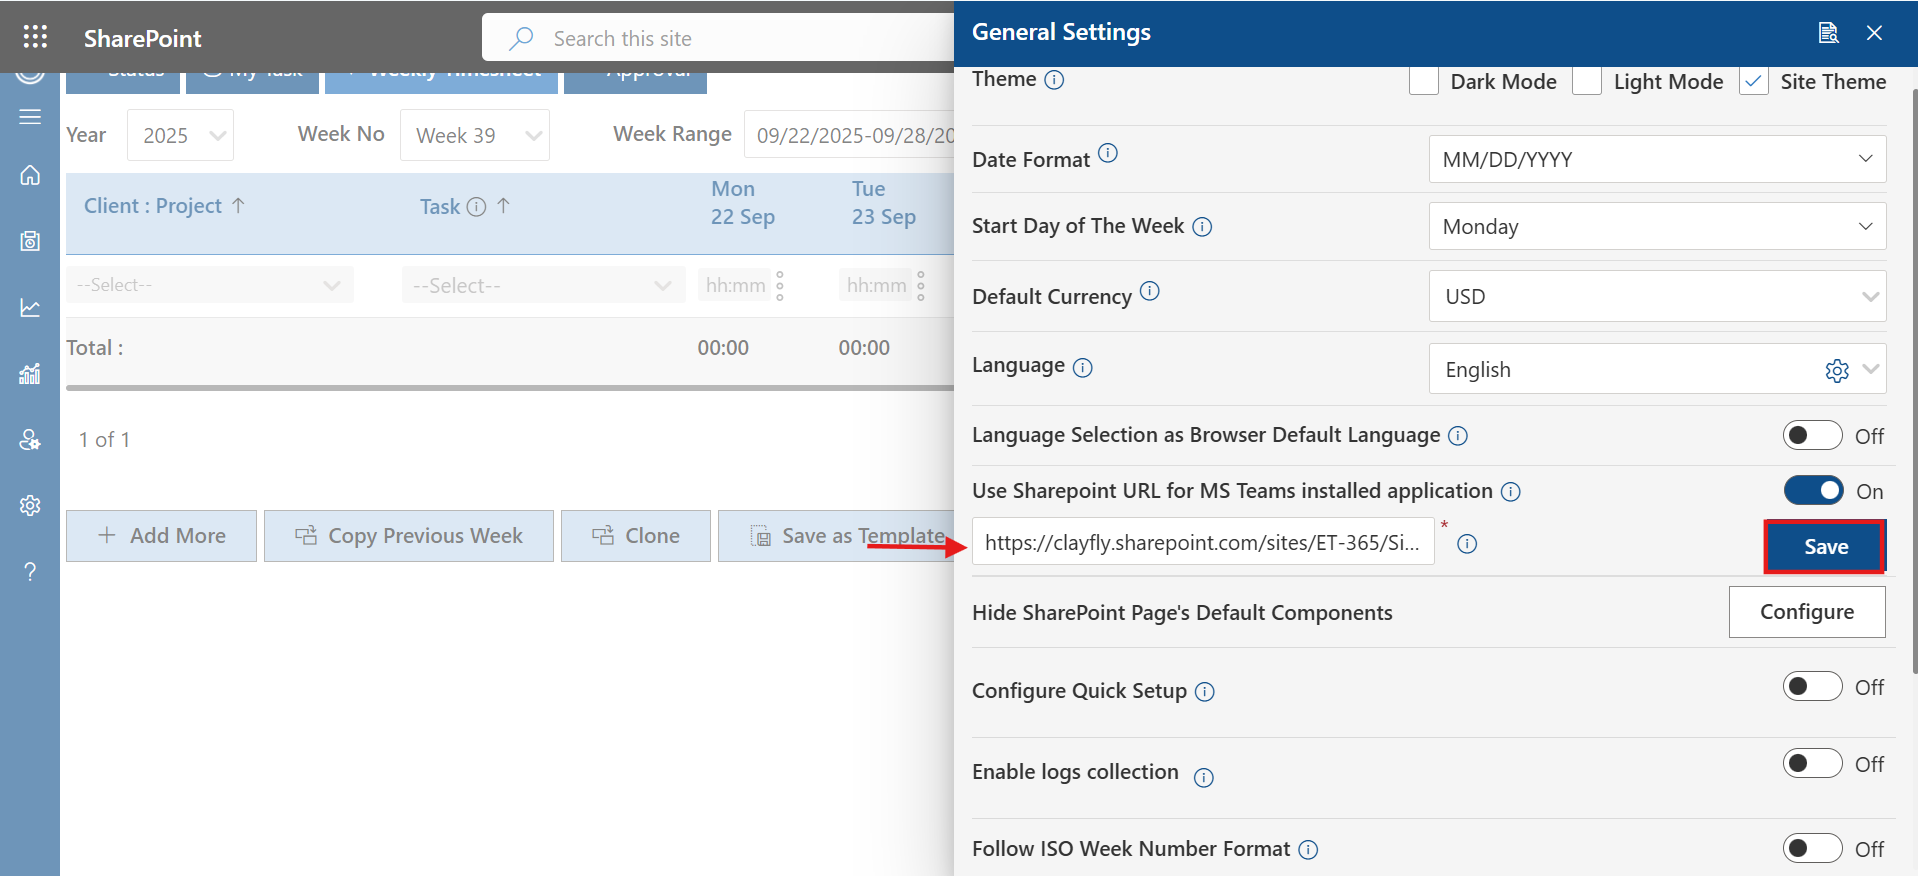 SharePoint
Search this site
Status
My Task
Weekly Timesheet
Approval
Year
2025
Week No
Week 39
Week Range
09/22/2025-09/28/20
Client : Project
Task
Mon
22 Sep
Tue
23 Sep
--Select--
--Select--
hh:mm
hh:mm
Total :
00:00
00:00
1 of 1
Add More
Copy Previous Week
Clone
Save as Template
?
General Settings
Theme
Dark Mode
Light Mode
Site Theme
Date Format
MM/DD/YYYY
Start Day of The Week
Monday
Default Currency
USD
Language
English
Language Selection as Browser Default Language
Off
Use Sharepoint URL for MS Teams installed application
On
https://clayfly.sharepoint.com/sites/ET-365/Si...
*
Save
Hide SharePoint Page's Default Components
Configure
Configure Quick Setup
Off
Enable logs collection
Off
Follow ISO Week Number Format
Off